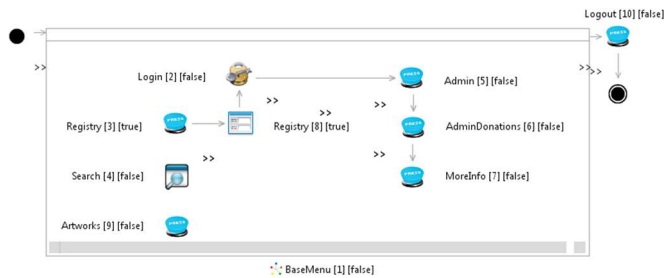 Logout [10] [false]
>>
>>
>>
Login [2] [false]
Admin [5] [false]
>>
>>
>>
Registry [3] [true]
Registry [8] [true]
AdminDonations [6] [false]
>>
>>
Search [4] [false]
MoreInfo [7] [false]
Artworks [9] [false]
BaseMenu [1] [false]